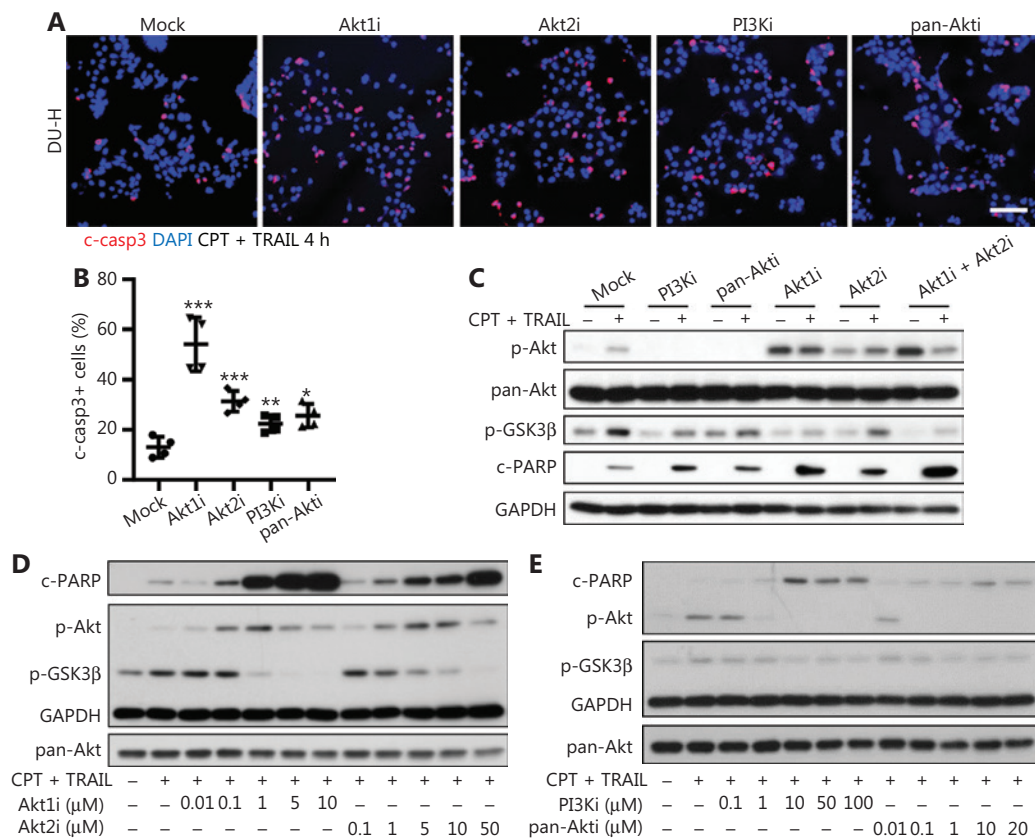 A
Mock Akt1i Akt2i PI3Ki pan-Akti
DU-H
c-casp3 DAPI CPT + TRAIL 4 h
B
c-casp3+ cells (%)
80
60
40
20
0
*** *** ** *
Mock Akt1i Akt2i PI3Ki pan-Akti
C
Mock PI3Ki pan-Akti Akt1i Akt2i Akt1i + Akt2i
CPT + TRAIL – + – + – + – + – + – +
p-Akt
pan-Akt
p-GSK3β
c-PARP
GAPDH
D
c-PARP
p-Akt
p-GSK3β
GAPDH
pan-Akt
CPT + TRAIL – + + + + + + + + + + +
Akt1i (μM) 0.01 0.1 1 5 10
Akt2i (μM) 0.1 1 5 10 50
E
c-PARP
p-Akt
p-GSK3β
GAPDH
pan-Akt
CPT + TRAIL – + + + + + + + + + + +
PI3Ki (μM) 0.1 1 10 50 100
pan-Akti (μM) 0.01 0.1 1 10 20